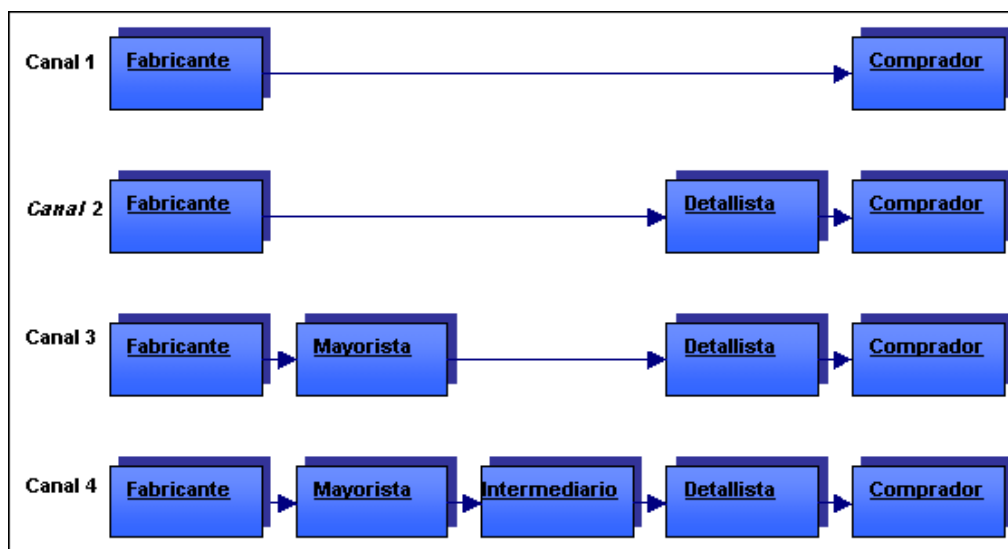 Canal 1 Fabricante Comprador
Canal 2 Fabricante Detallista Comprador
Canal 3 Fabricante Mayorista Detallista Comprador
Canal 4 Fabricante Mayorista Intermediario Detallista Comprador